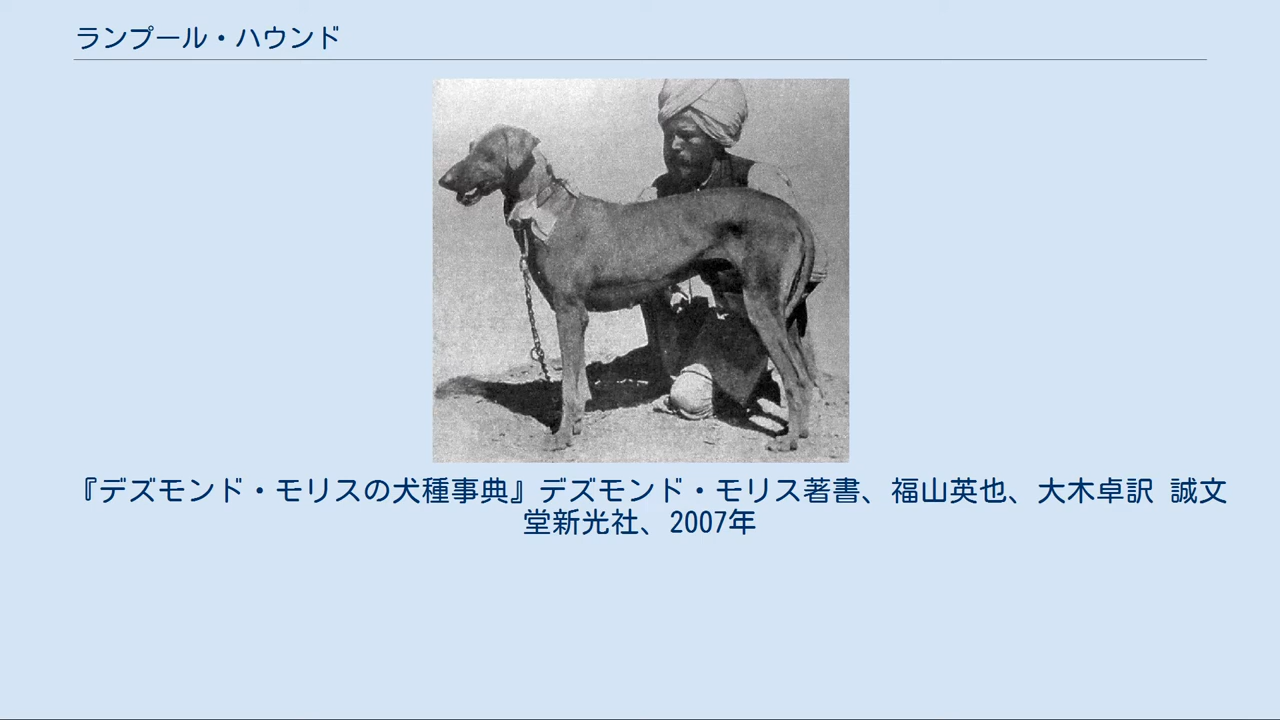 ランプール・ハウンド
『デズモンド・モリスの犬種事典』デズモンド・モリス著書、福山英也、大木卓訳 誠文
堂新光社、2007年